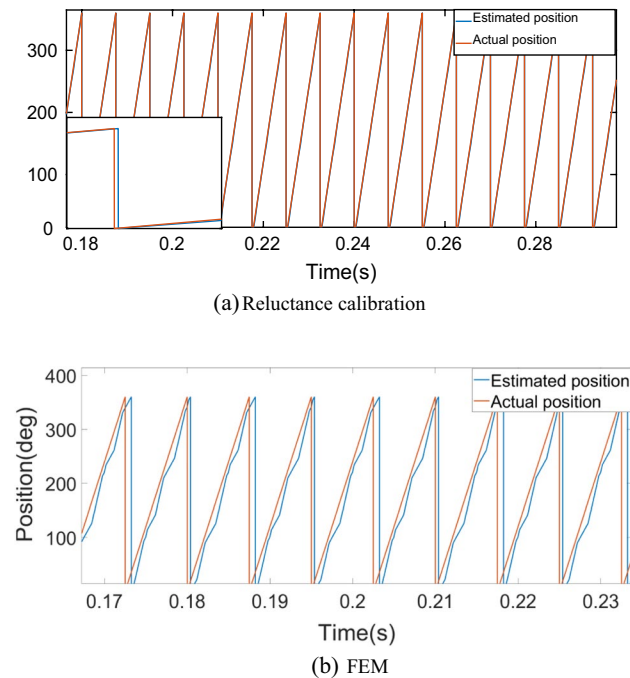 Estimated position
Actual position
300
200
100
0
0.18 0.2 0.22 0.24 0.26 0.28
Time(s)
(a) Reluctance calibration
400
300
200
100
Position(deg)
Estimated position
Actual position
0.17 0.18 0.19 0.2 0.21 0.22 0.23
Time(s)
(b) FEM